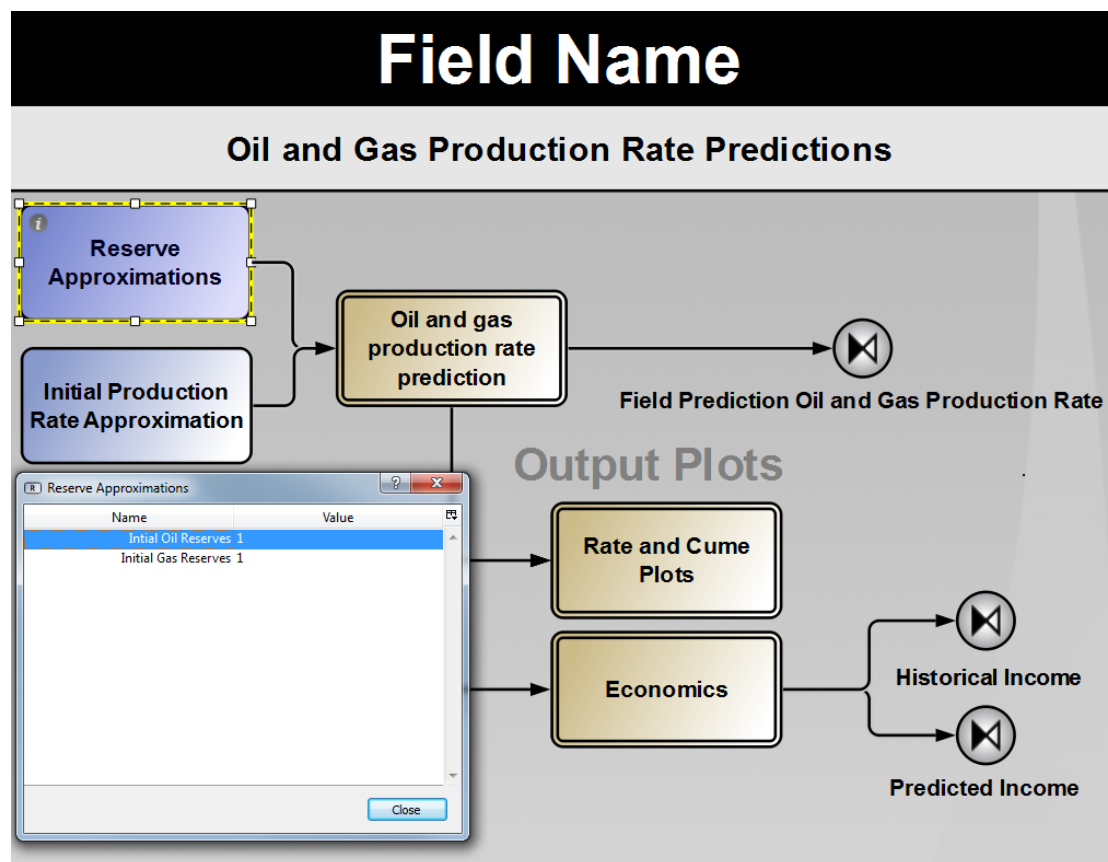 Field Name
Oil and Gas Production Rate Predictions
i
Reserve
Approximations
Oil and gas
production rate
prediction
Initial Production
Rate Approximation
Field Prediction Oil and Gas Production Rate
Output Plots
R Reserve Approximations ? X
Name Value
Intial Oil Reserves 1
Initial Gas Reserves 1
Close
Rate and Cume
Plots
Economics
Historical Income
Predicted Income